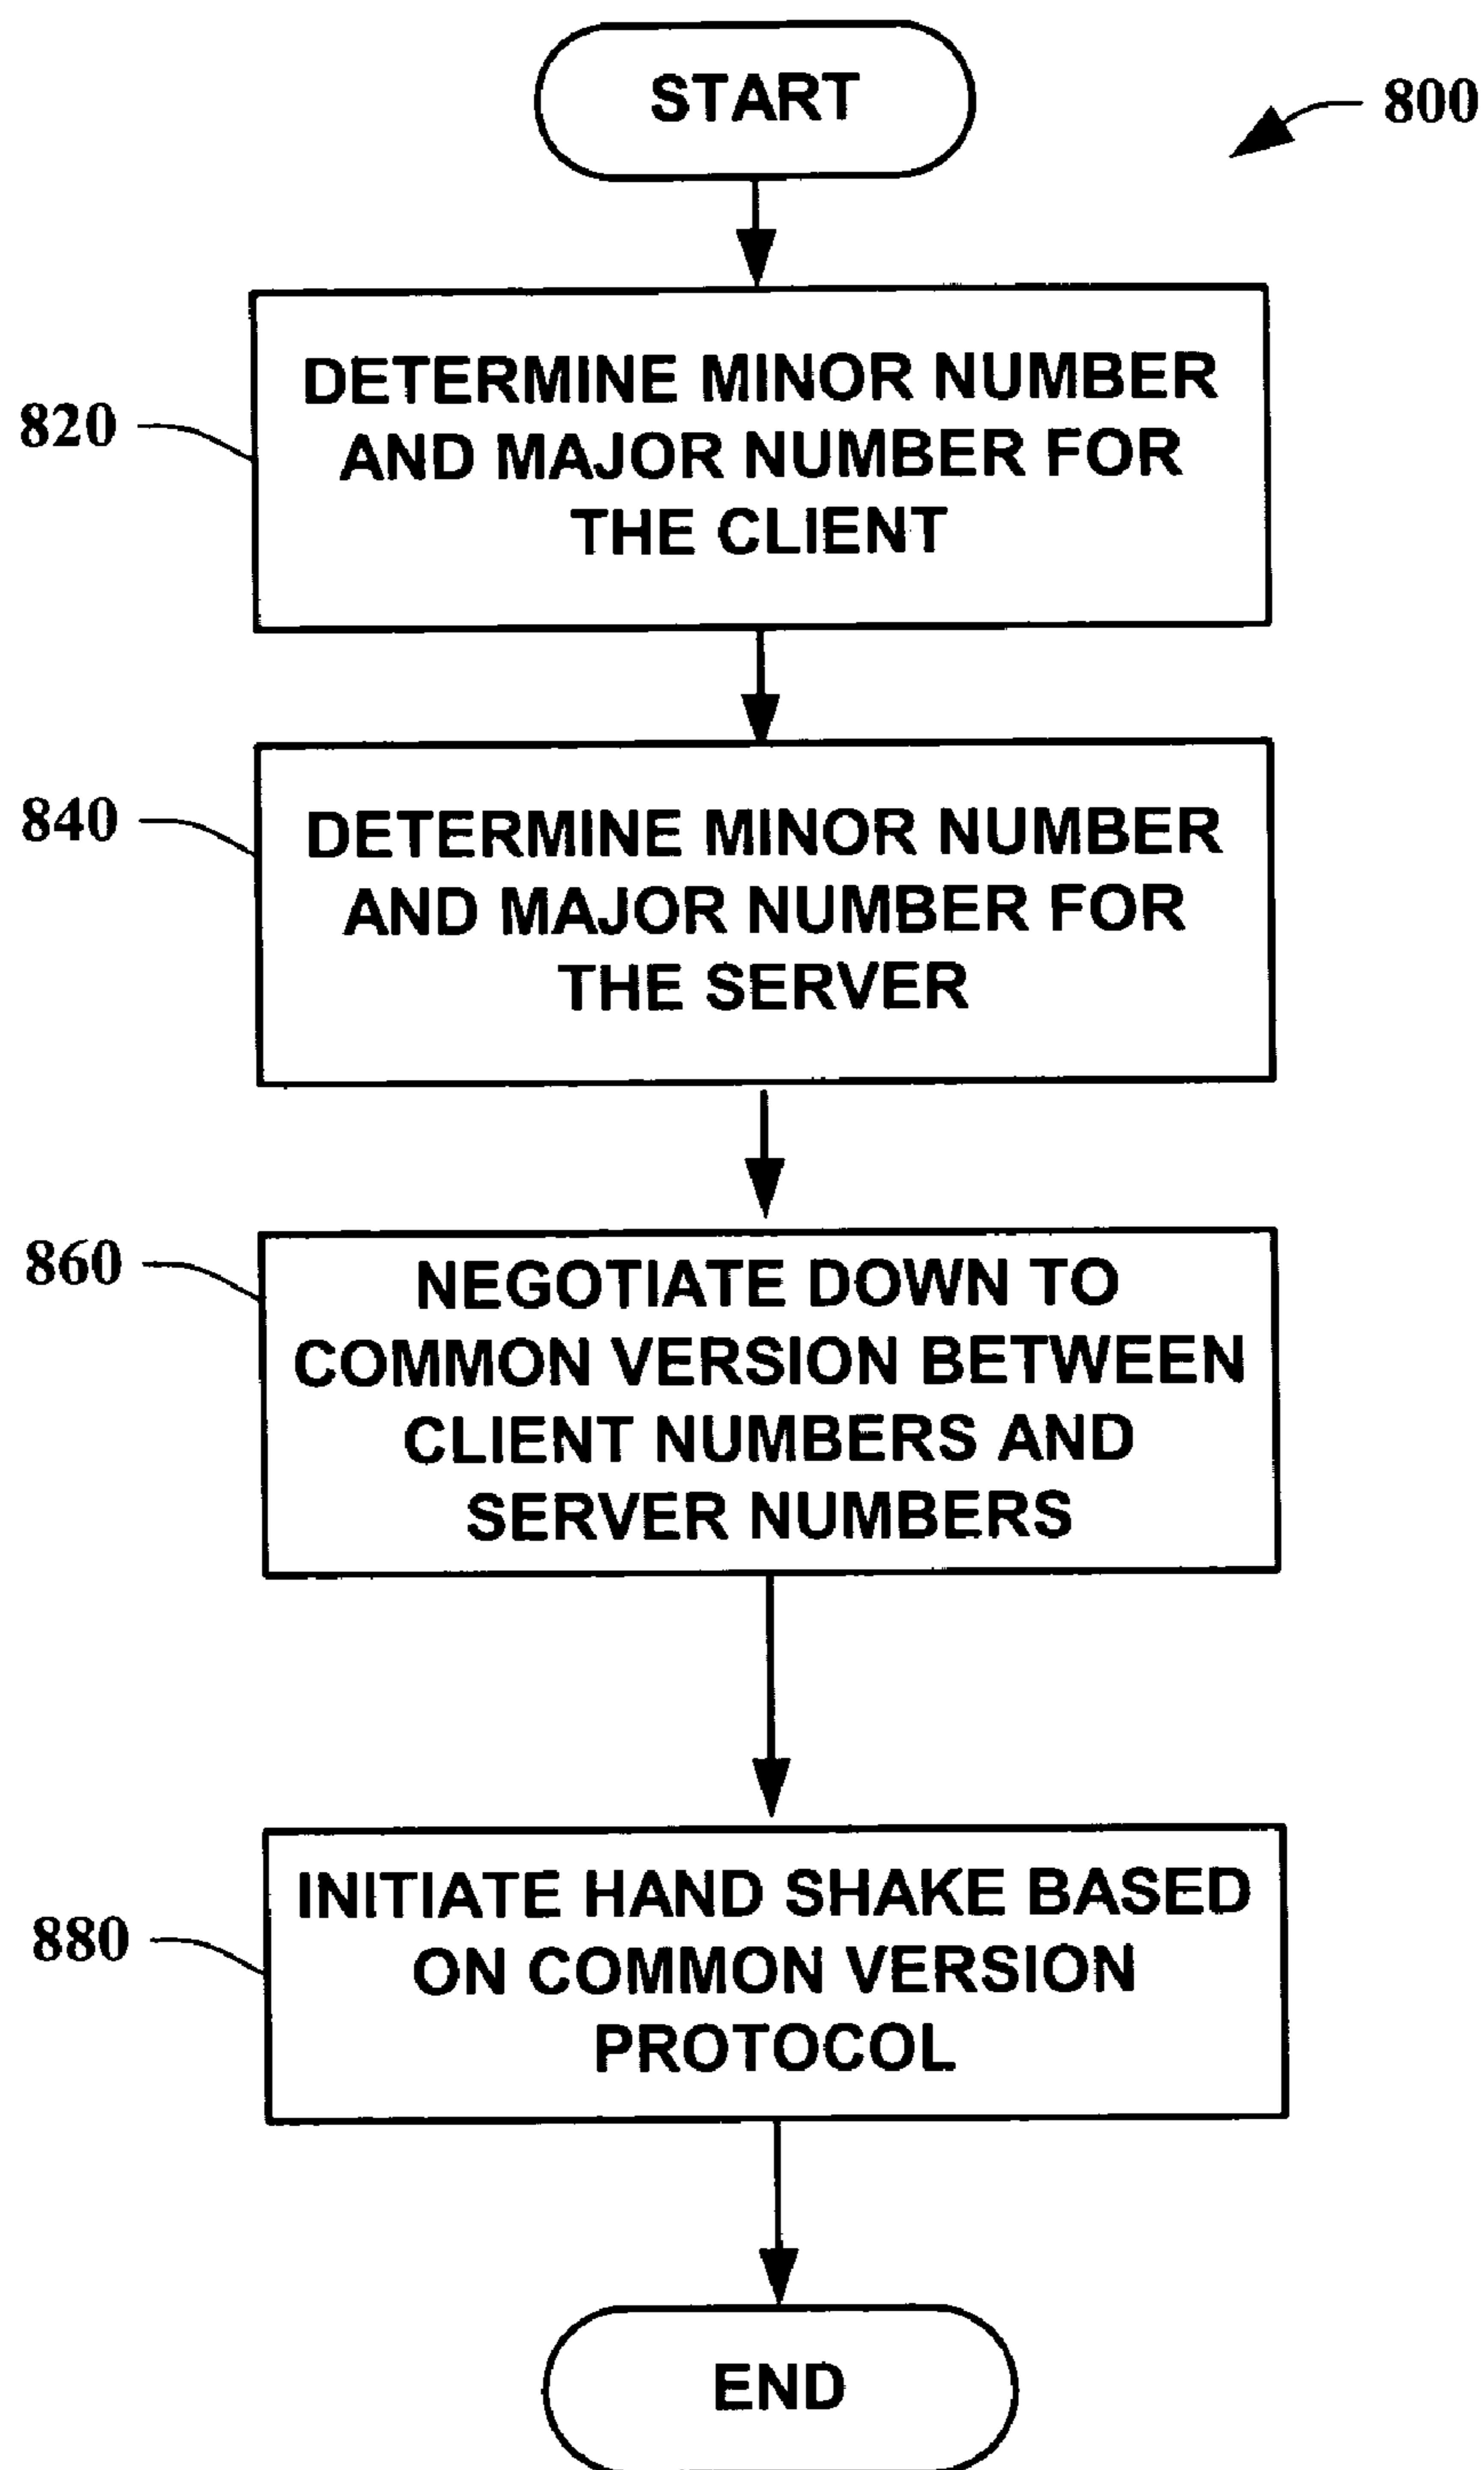 START
800
820
DETERMINE MINOR NUMBER
AND MAJOR NUMBER FOR
THE CLIENT
840
DETERMINE MINOR NUMBER
AND MAJOR NUMBER FOR
THE SERVER
860
NEGOTIATE DOWN TO
COMMON VERSION BETWEEN
CLIENT NUMBERS AND
SERVER NUMBERS
880
INITIATE HAND SHAKE BASED
ON COMMON VERSION
PROTOCOL
END